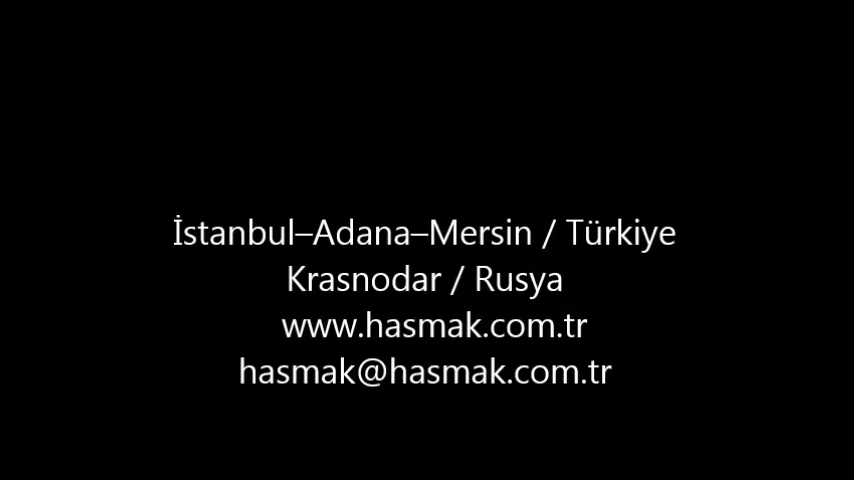 İstanbul–Adana–Mersin / Türkiye
Krasnodar / Rusya
www.hasmak.com.tr
hasmak@hasmak.com.tr